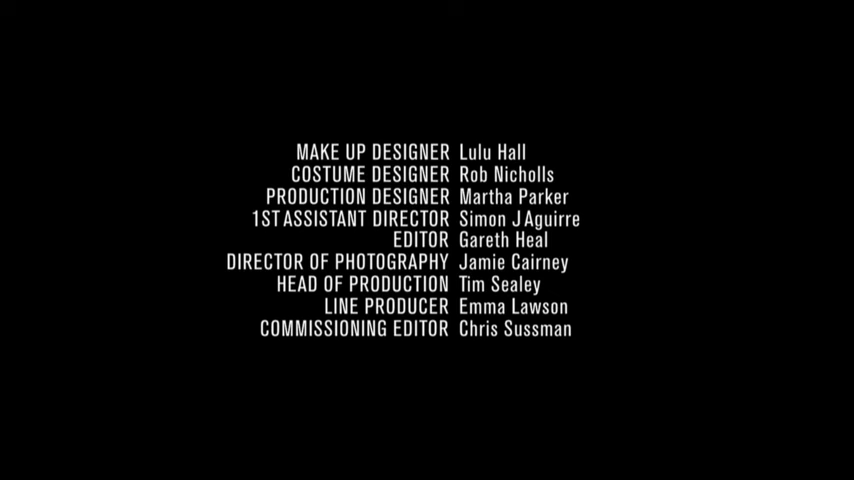 MAKE UP DESIGNER Lulu Hall
COSTUME DESIGNER Rob Nicholls
PRODUCTION DESIGNER Martha Parker
1ST ASSISTANT DIRECTOR Simon J Aguirre
EDITOR Gareth Heal
DIRECTOR OF PHOTOGRAPHY Jamie Cairney
HEAD OF PRODUCTION Tim Sealey
LINE PRODUCER Emma Lawson
COMMISSIONING EDITOR Chris Sussman